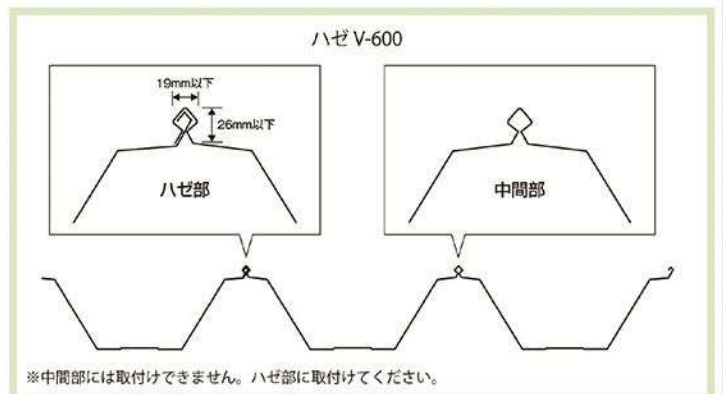 ハゼ V-600
19mm以下
26mm以下
ハゼ部
中間部
※中間部には取付けできません。ハゼ部に取付けてください。